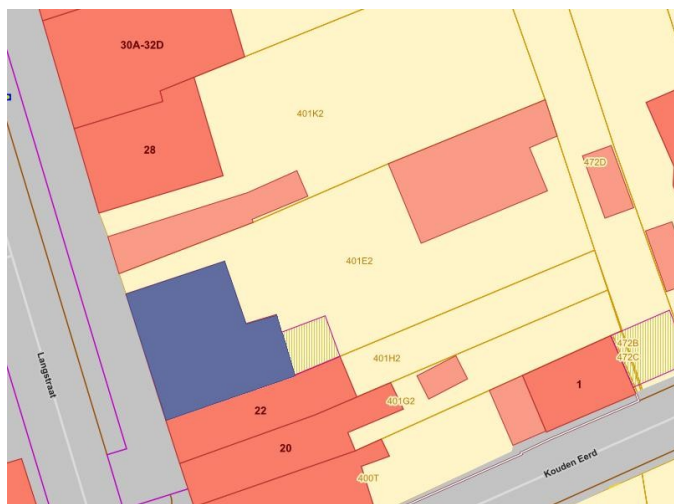 30A-32D
401K2
28
472D
401E2
472B
472C
401H2
Langstraat
1
22
401G2
20
Kouden Eerd
400T